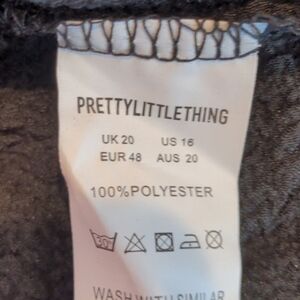 PRETTYLITTLETHING
UK 20 US 16
EUR 48 AUS 20
100%POLYESTER
30°
WASH WITH SIMILAR